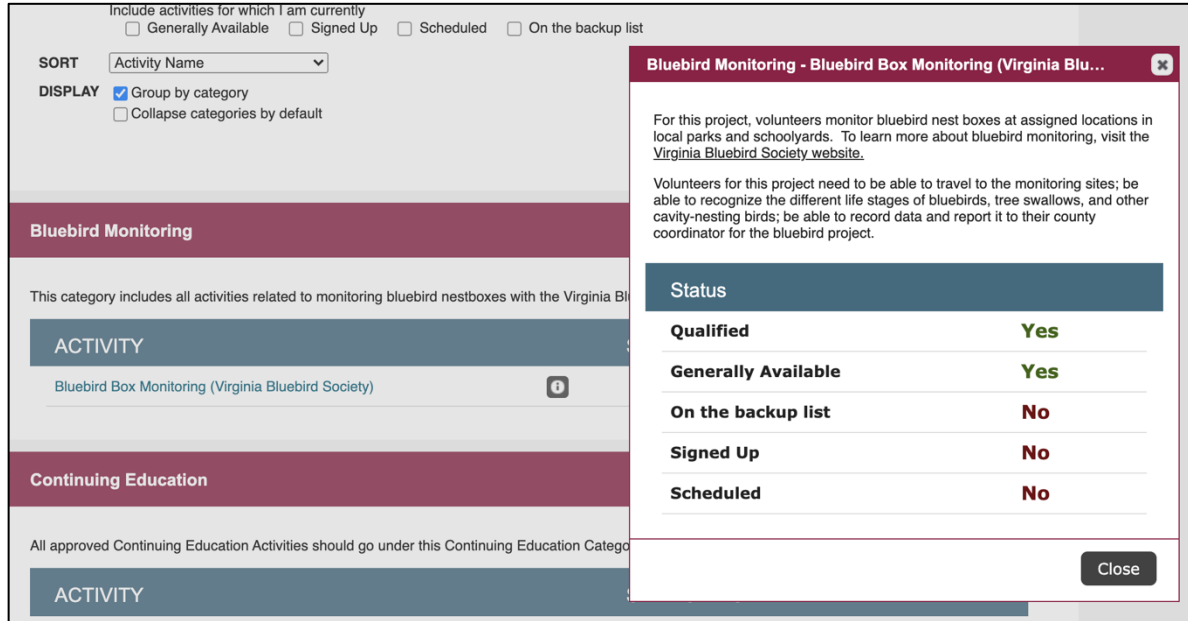 Include activities for which I am currently
Generally Available Signed Up Scheduled On the backup list
SORT Activity Name
DISPLAY Group by category
Collapse categories by default
Bluebird Monitoring
This category includes all activities related to monitoring bluebird nestboxes with the Virginia
ACTIVITY
Bluebird Box Monitoring (Virginia Bluebird Society)
Continuing Education
All approved Continuing Education Activities should go under this Continuing Education
ACTIVITY
Bluebird Monitoring - Bluebird Box Monitoring (Virginia Blu...
For this project, volunteers monitor bluebird nest boxes at assigned locations in
local parks and schoolyards. To learn more about bluebird monitoring, visit the
Virginia Bluebird Society website.
Volunteers for this project need to be able to travel to the monitoring sites; be
able to recognize the different life stages of bluebirds, tree swallows, and other
cavity-nesting birds; be able to record data and report it to their county
coordinator for the bluebird project.
Status
Qualified Yes
Generally Available Yes
On the backup list No
Signed Up No
Scheduled No
Close